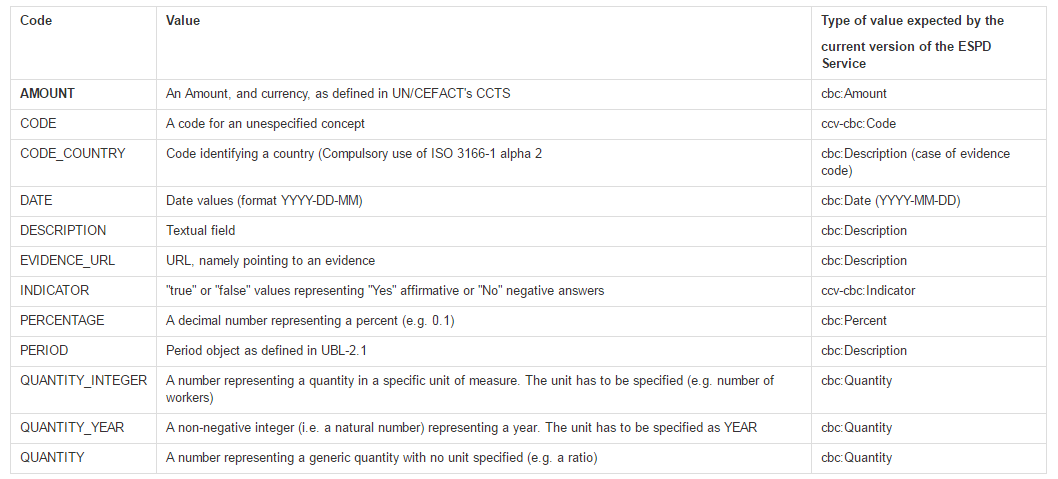 Code Value Type of value expected by the
current version of the ESPD
Service
AMOUNT An Amount, and currency, as defined in UN/CEFACT's CCTS cbc:Amount
CODE A code for an unespecified concept ccv-cbc:Code
CODE_COUNTRY Code identifying a country (Compulsory use of ISO 3166-1 alpha 2 cbc:Description (case of evidence
code)
DATE Date values (format YYYY-DD-MM) cbc:Date (YYYY-MM-DD)
DESCRIPTION Textual field cbc:Description
EVIDENCE_URL URL, namely pointing to an evidence cbc:Description
INDICATOR "true" or "false" values representing "Yes" affirmative or "No" negative answers ccv-cbc:Indicator
PERCENTAGE A decimal number representing a percent (e.g. 0.1) cbc:Percent
PERIOD Period object as defined in UBL-2.1 cbc:Description
QUANTITY_INTEGER A number representing a quantity in a specific unit of measure. The unit has to be specified (e.g. number of cbc:Quantity
workers)
QUANTITY_YEAR A non-negative integer (i.e. a natural number) representing a year. The unit has to be specified as YEAR cbc:Quantity
QUANTITY A number representing a generic quantity with no unit specified (e.g. a ratio) cbc:Quantity